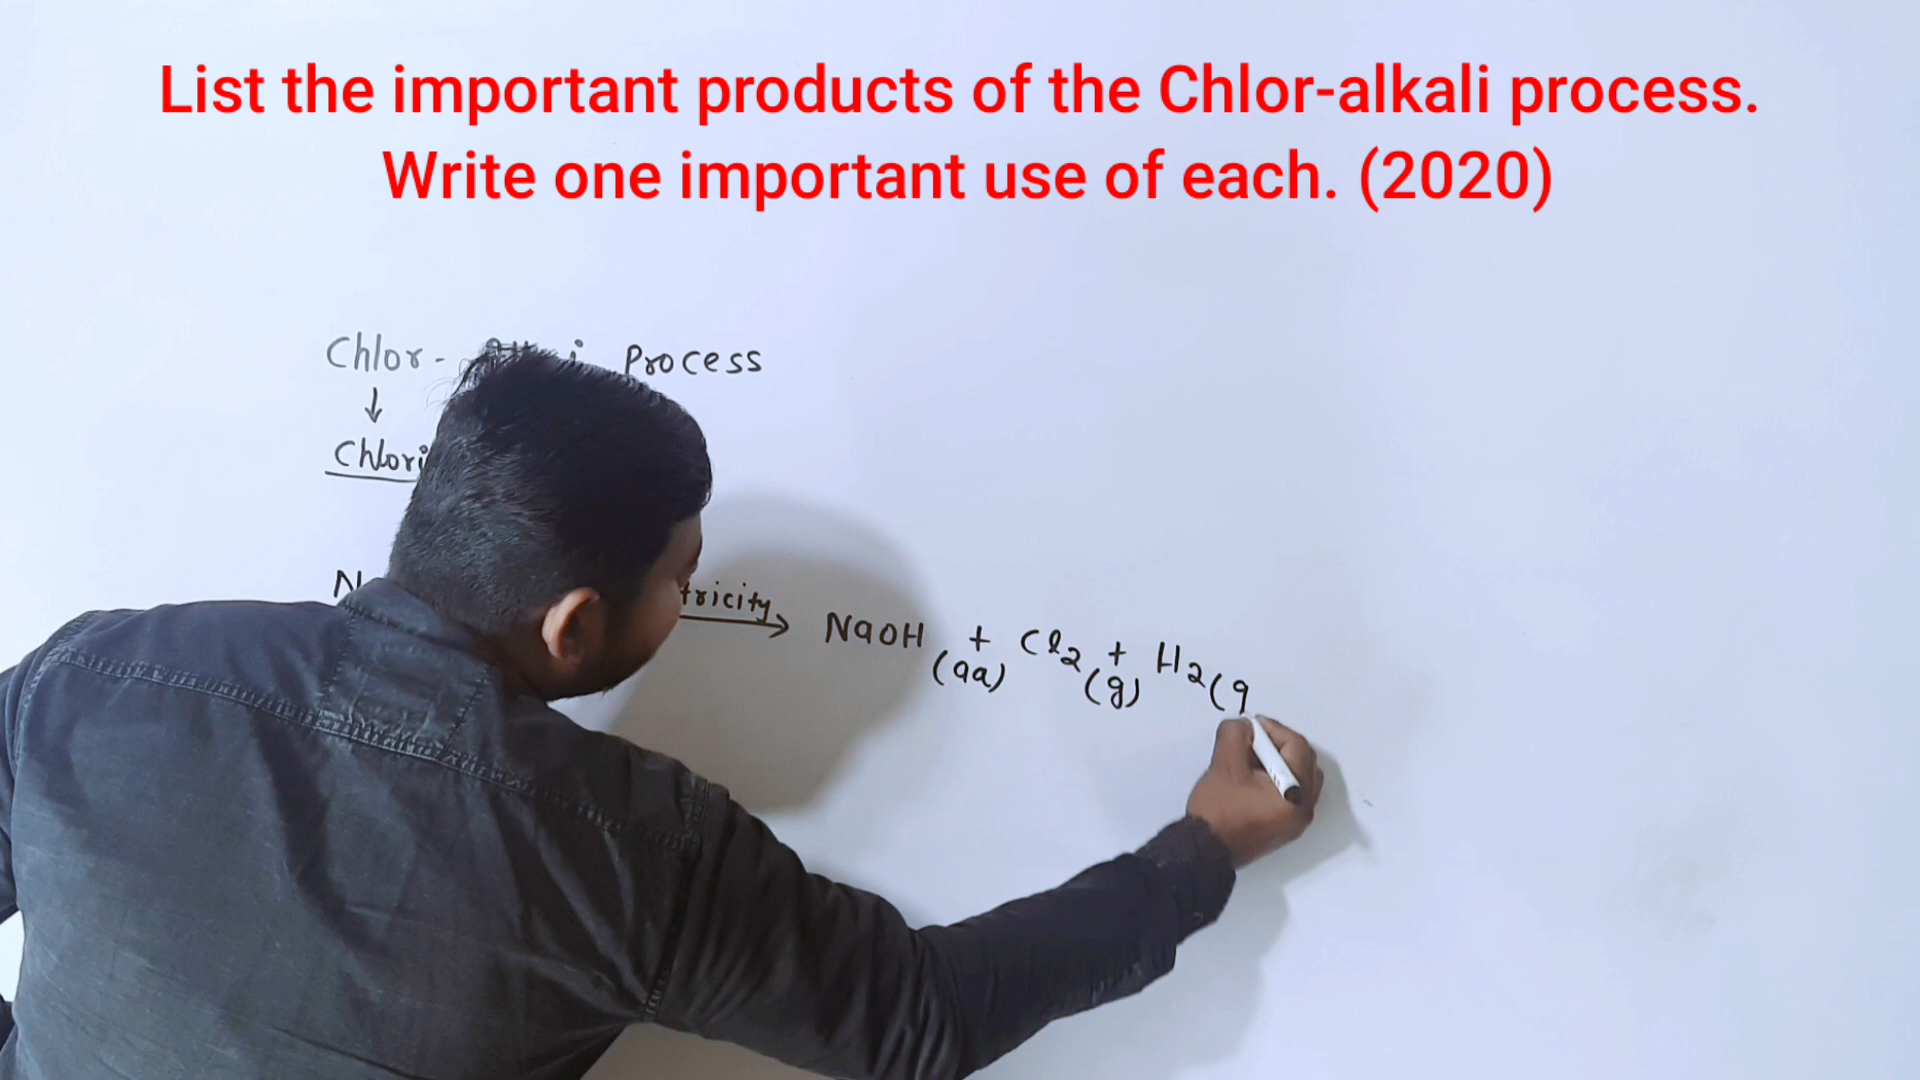 List the important products of the Chlor-alkali process.
Write one important use of each. (2020)
Chlor- Process
↓
Chlori
N tricity → NaOH (aq) + Cl2 (g) + H2(g